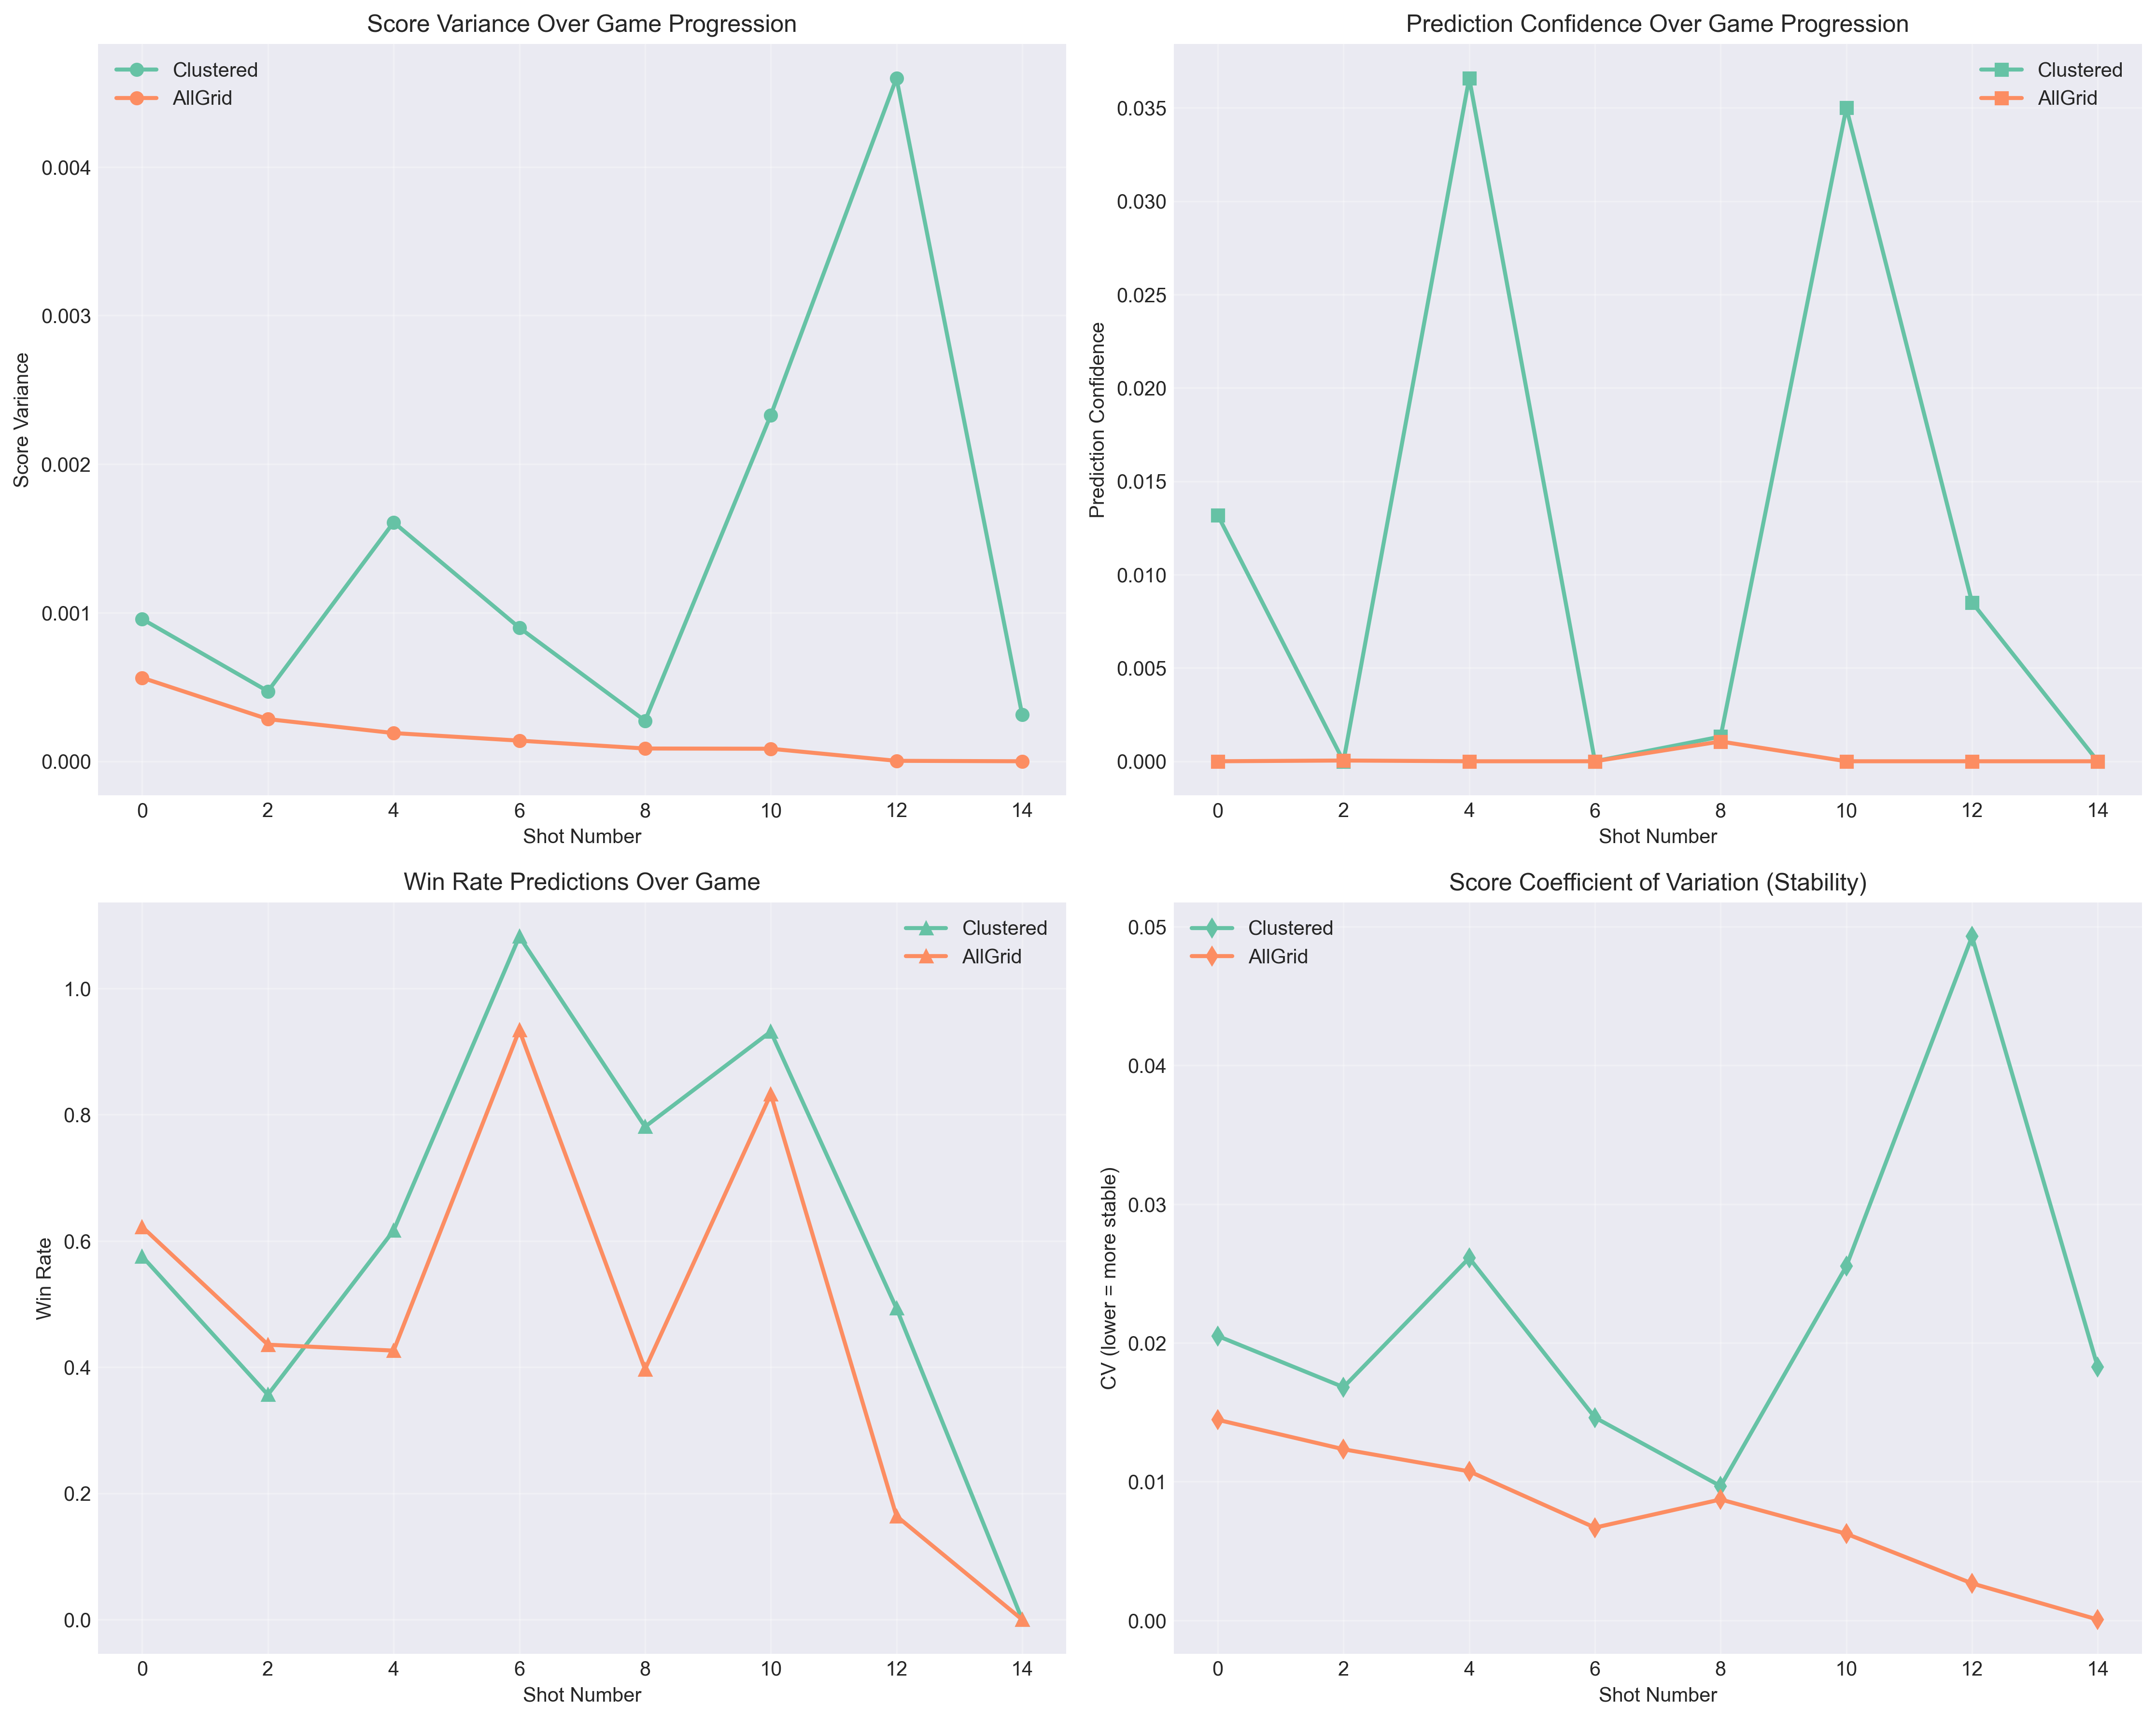 Score Variance Over Game Progression
Clustered
AllGrid
0.004
0.003
0.002
0.001
0.000
Score Variance
0 2 4 6 8 10 12 14
Shot Number
Prediction Confidence Over Game Progression
Clustered
AllGrid
0.035
0.030
0.025
0.020
0.015
0.010
0.005
0.000
Prediction Confidence
0 2 4 6 8 10 12 14
Shot Number
Win Rate Predictions Over Game
Clustered
AllGrid
1.0
0.8
0.6
0.4
0.2
0.0
Win Rate
0 2 4 6 8 10 12 14
Shot Number
Score Coefficient of Variation (Stability)
Clustered
AllGrid
0.05
0.04
0.03
0.02
0.01
0.00
CV (lower = more stable)
0 2 4 6 8 10 12 14
Shot Number